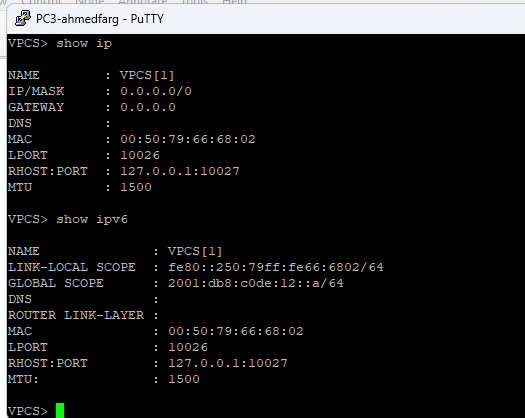 PC3-ahmedfarg - PuTTY
VPCS> show ip
NAME : VPCS[1]
IP/MASK : 0.0.0.0/0
GATEWAY : 0.0.0.0
DNS :
MAC : 00:50:79:66:68:02
LPORT : 10026
RHOST:PORT : 127.0.0.1:10027
MTU : 1500
VPCS> show ipv6
NAME : VPCS[1]
LINK-LOCAL SCOPE : fe80::250:79ff:fe66:6802/64
GLOBAL SCOPE : 2001:db8:c0de:12::a/64
DNS :
ROUTER LINK-LAYER :
MAC : 00:50:79:66:68:02
LPORT : 10026
RHOST:PORT : 127.0.0.1:10027
MTU: : 1500
VPCS>